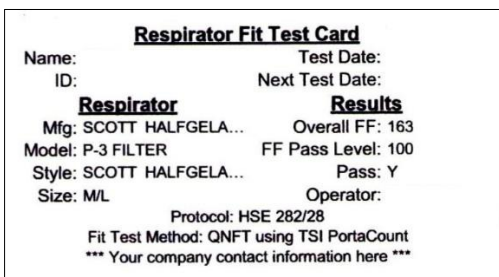 Respirator Fit Test Card
Name: Test Date:
ID: Next Test Date:
Respirator Results
Mfg: SCOTT HALFGELA... Overall FF: 163
Model: P-3 FILTER FF Pass Level: 100
Style: SCOTT HALFGELA... Pass: Y
Size: M/L Operator:
Protocol: HSE 282/28
Fit Test Method: QNFT using TSI PortaCount
*** Your company contact information here ***